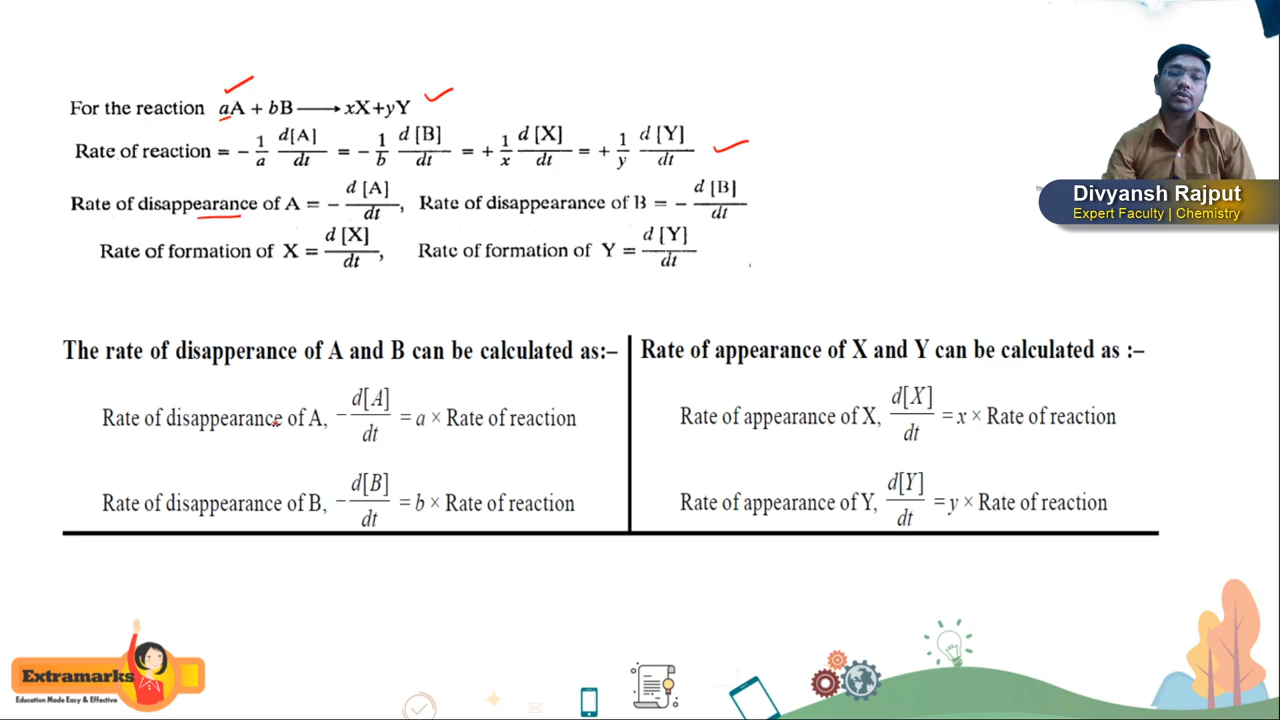 For the reaction aA + bB ⟶ xX+yY
Rate of reaction = − 1/a d[A]/dt = − 1/b d [B]/dt = + 1/x d [X]/dt = + 1/y d [Y]/dt
Rate of disappearance of A = − d [A]/dt, Rate of disappearance of B = − d [B]/dt
Rate of formation of X = d [X]/dt, Rate of formation of Y = d [Y]/dt
Divyansh Rajput
Expert Faculty | Chemistry
The rate of disapperance of A and B can be calculated as:–
Rate of disappearance of A, − d[A]/dt = a × Rate of reaction
Rate of disappearance of B, − d[B]/dt = b × Rate of reaction
Rate of appearance of X and Y can be calculated as :–
Rate of appearance of X, d[X]/dt = x × Rate of reaction
Rate of appearance of Y, d[Y]/dt = y × Rate of reaction
Extramarks
Education Made Easy & Effective